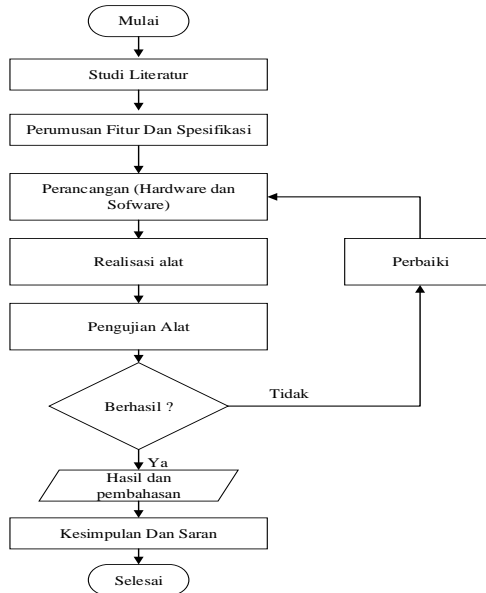 Mulai
Studi Literatur
Perumusan Fitur Dan Spesifikasi
Perancangan (Hardware dan
Sofware)
Realisasi alat
Perbaiki
Pengujian Alat
Berhasil ?
Tidak
Ya
Hasil dan
pembahasan
Kesimpulan Dan Saran
Selesai